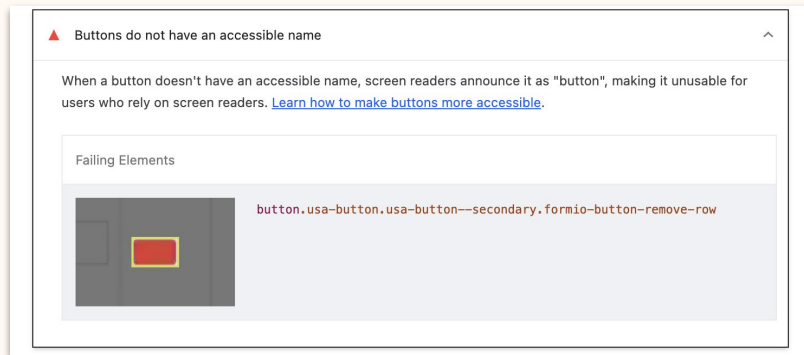 Buttons do not have an accessible name
When a button doesn't have an accessible name, screen readers announce it as "button", making it unusable for
users who rely on screen readers. Learn how to make buttons more accessible.
Failing Elements
button.usa-button.usa-button--secondary.formio-button-remove-row